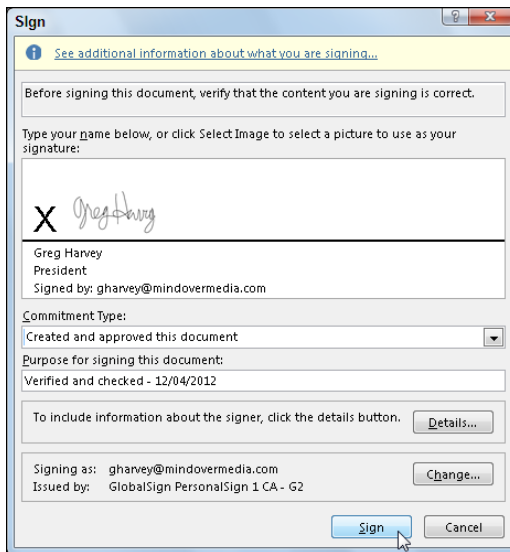 Sign
See additional information about what you are signing...
Before signing this document, verify that the content you are signing is correct.
Type your name below, or click Select Image to select a picture to use as your
signature:
X Greg Harvey
Greg Harvey
President
Signed by: gharvey@mindovermedia.com
Commitment Type:
Created and approved this document
Purpose for signing this document:
Verified and checked - 12/04/2012
To include information about the signer, click the details button.
Details...
Signing as: gharvey@mindovermedia.com
Change...
Issued by: GlobalSign PersonalSign 1 CA - G2
Sign
Cancel